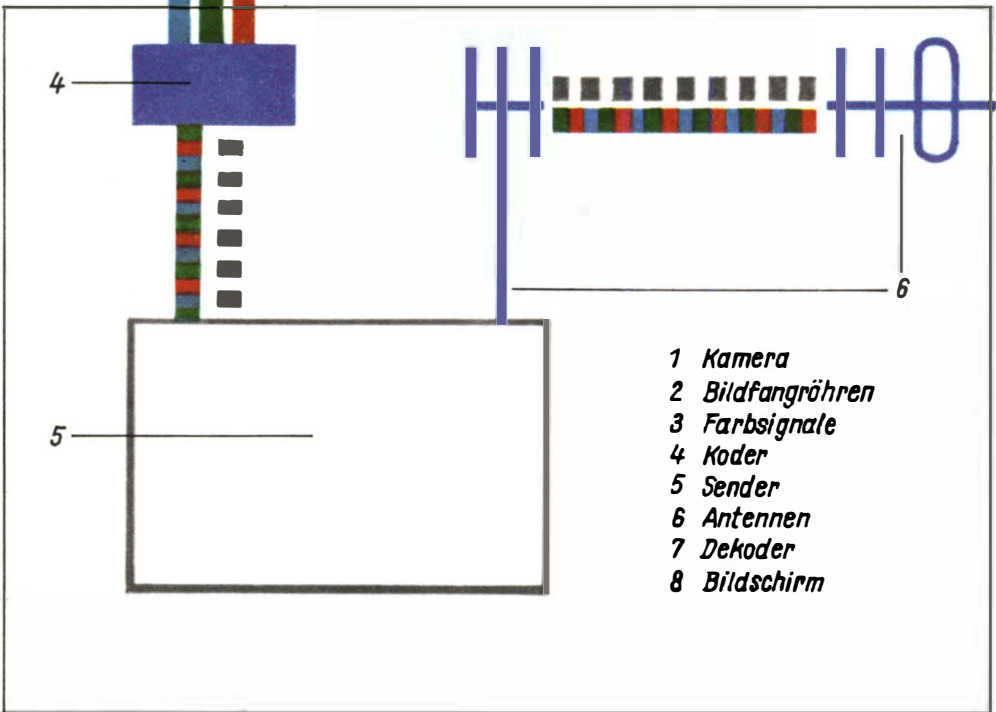 4
6
5
1 Kamera
2 Bildfangröhren
3 Farbsignale
4 Koder
5 Sender
6 Antennen
7 Dekoder
8 Bildschirm